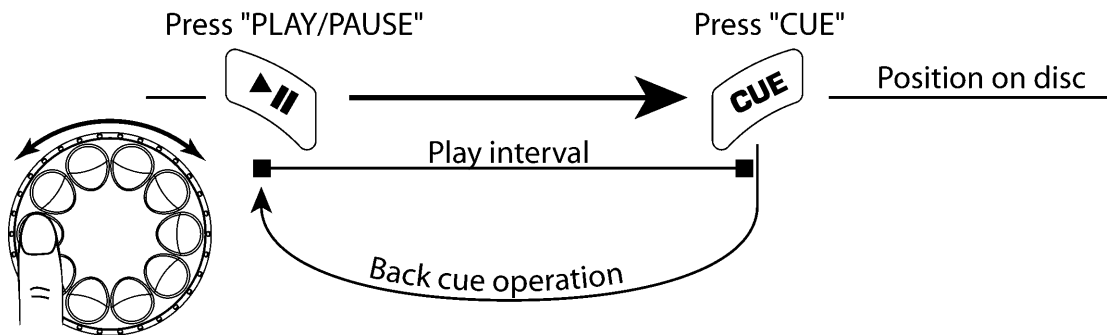 Press "PLAY/PAUSE"
Press "CUE"
CUE
Position on disc
Play interval
Back cue operation